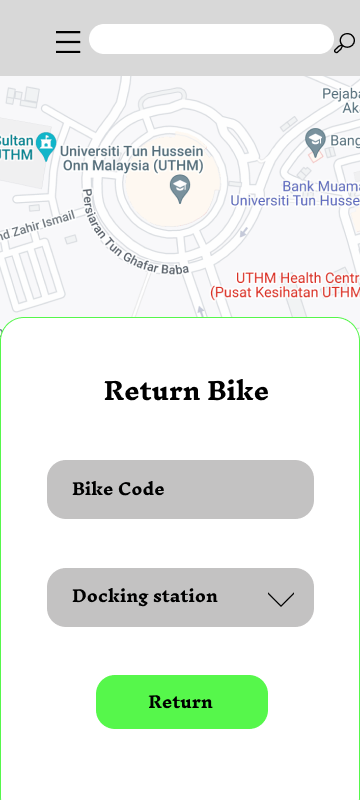 Pejaba
Ak
Sultan
UTHM
Universiti Tun Hussein
Onn Malaysia (UTHM)
Bang
Bank Muama
Universiti Tun Husse
nd Zahir Ismail
Persiaran Tun Ghafar Baba
UTHM Health Centr
(Pusat Kesihatan UTHM
Return Bike
Bike Code
Docking station
Return